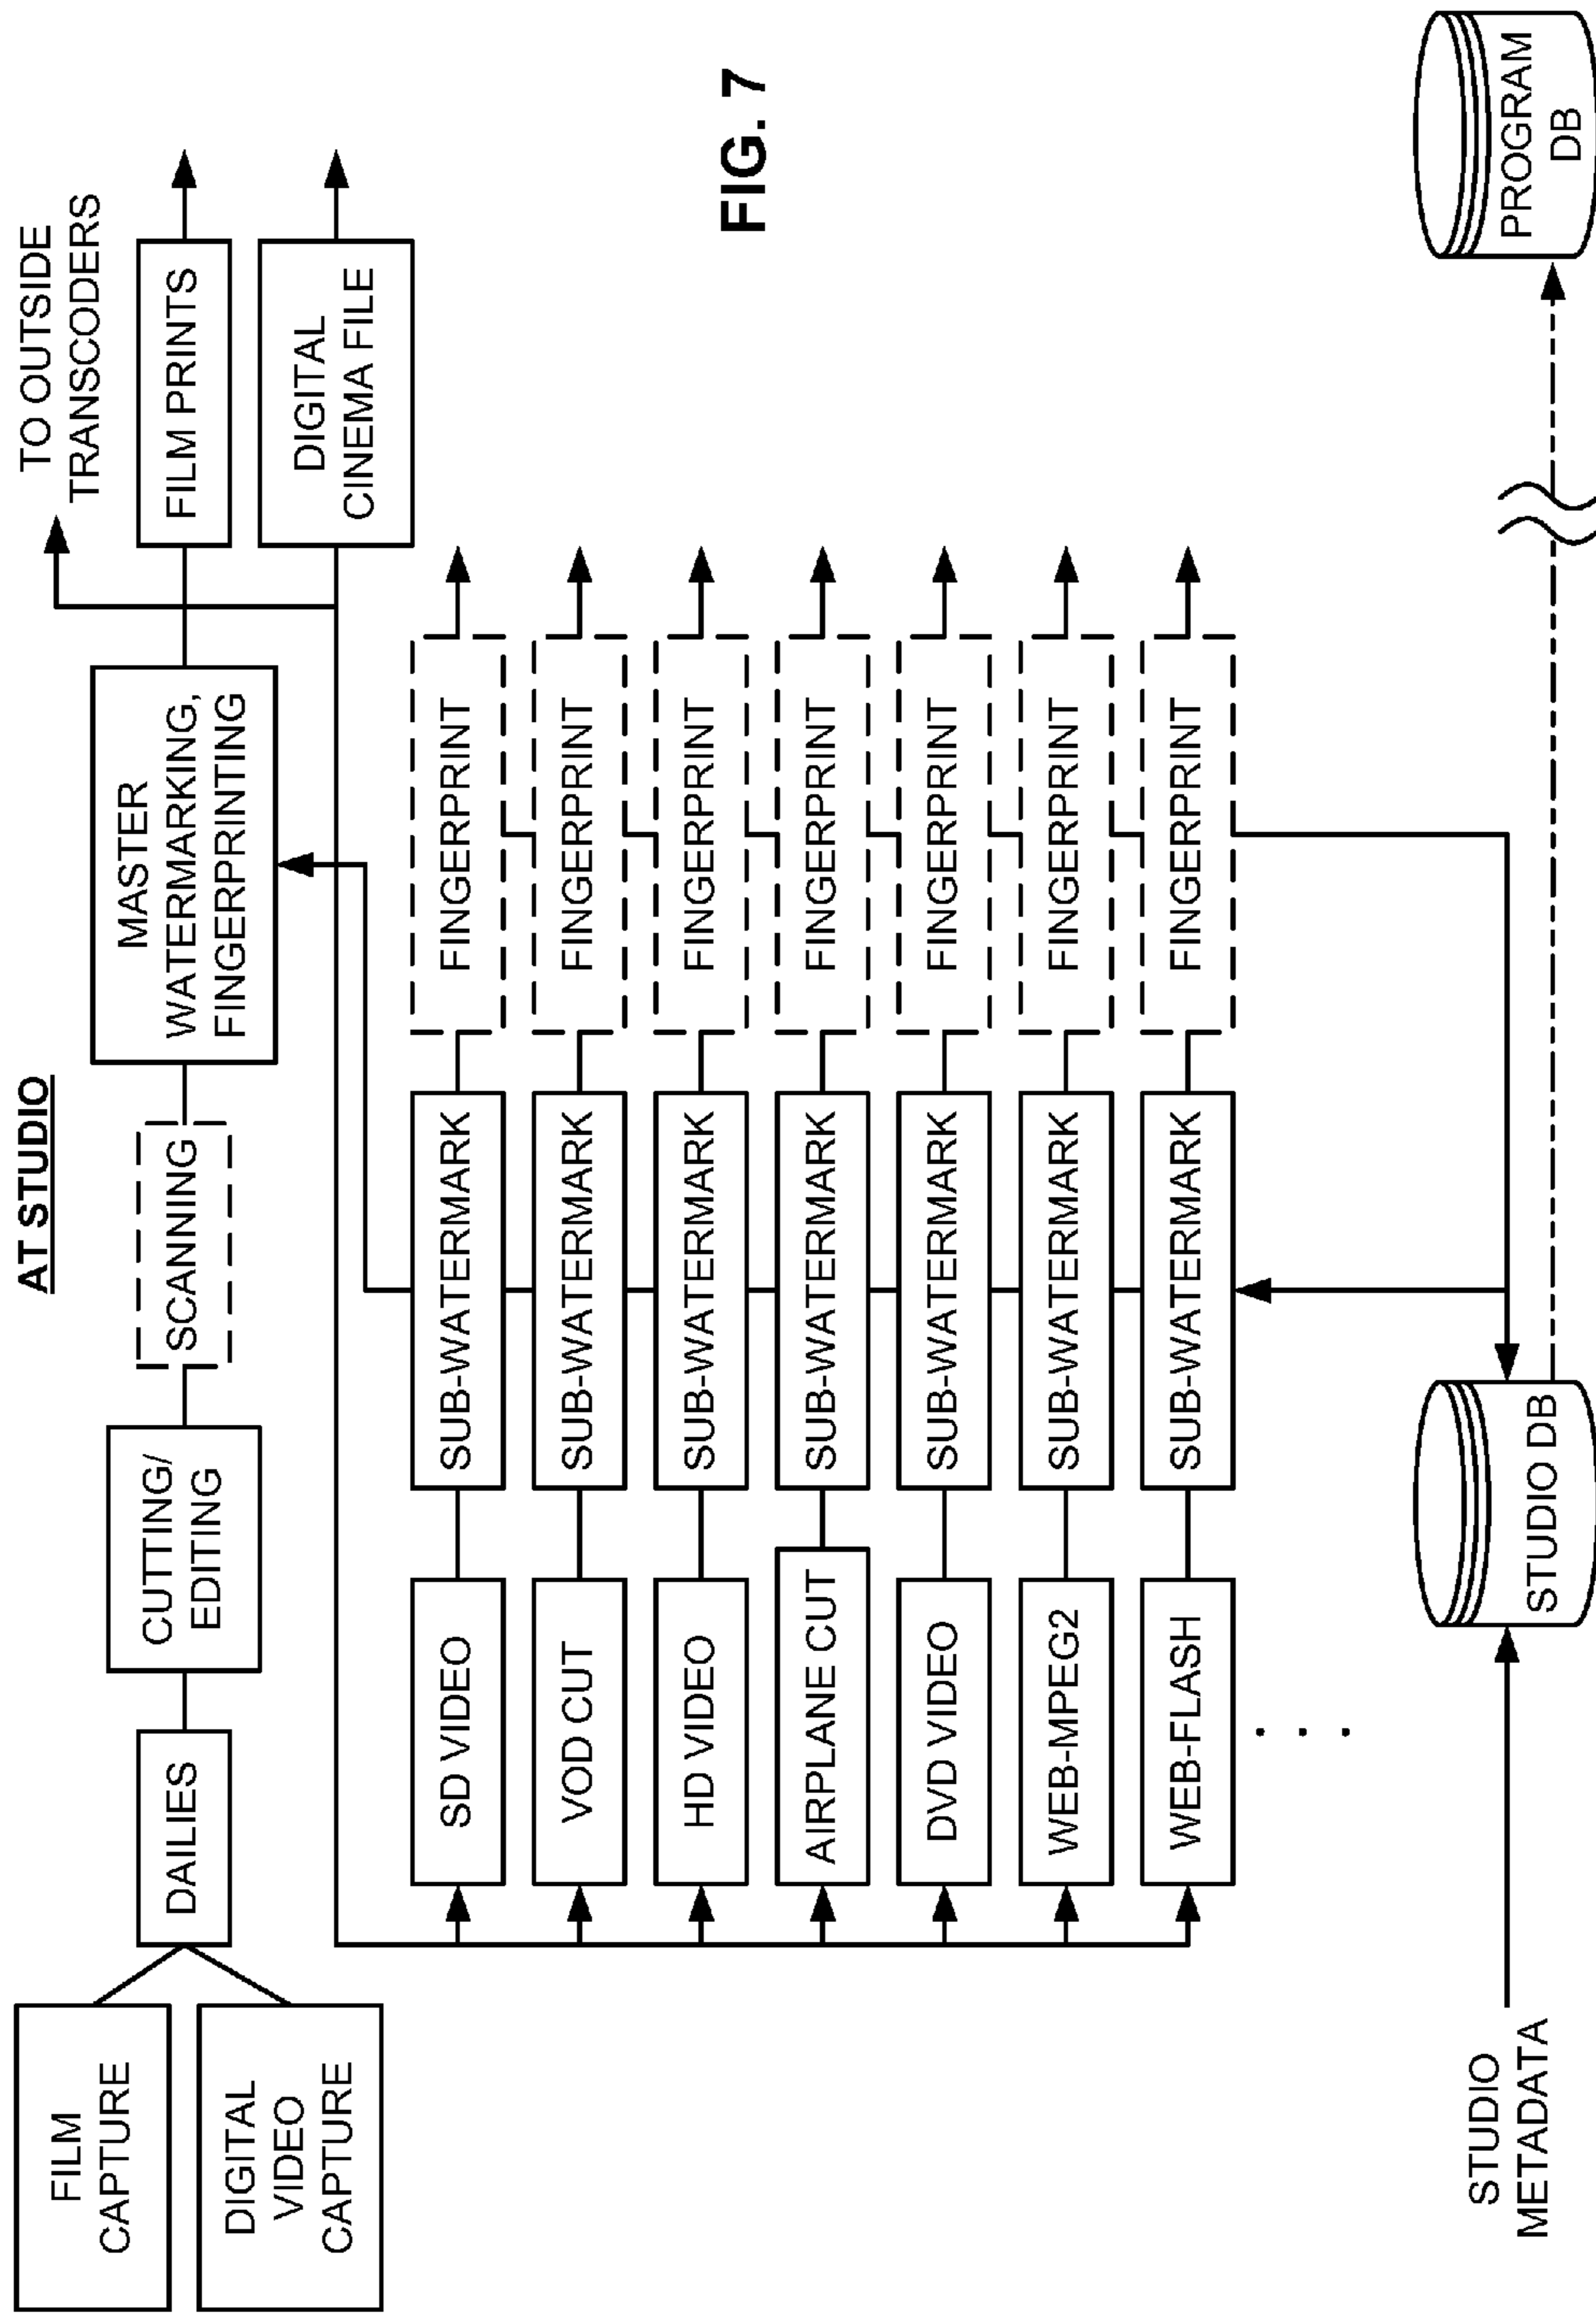 AT STUDIO
FILM
CAPTURE
DIGITAL
VIDEO
CAPTURE
DAILIES
CUTTING/
EDITING
SCANNING
MASTER
WATERMARKING,
FINGERPRINTING
TO OUTSIDE
TRANSCODERS
FILM PRINTS
DIGITAL
CINEMA FILE
SD VIDEO
SUB-WATERMARK
FINGERPRINT
VOD CUT
SUB-WATERMARK
FINGERPRINT
HD VIDEO
SUB-WATERMARK
FINGERPRINT
AIRPLANE CUT
SUB-WATERMARK
FINGERPRINT
DVD VIDEO
SUB-WATERMARK
FINGERPRINT
WEB-MPEG2
SUB-WATERMARK
FINGERPRINT
WEB-FLASH
SUB-WATERMARK
FINGERPRINT
. . .
FIG. 7
STUDIO
METADATA
STUDIO DB
PROGRAM
DB